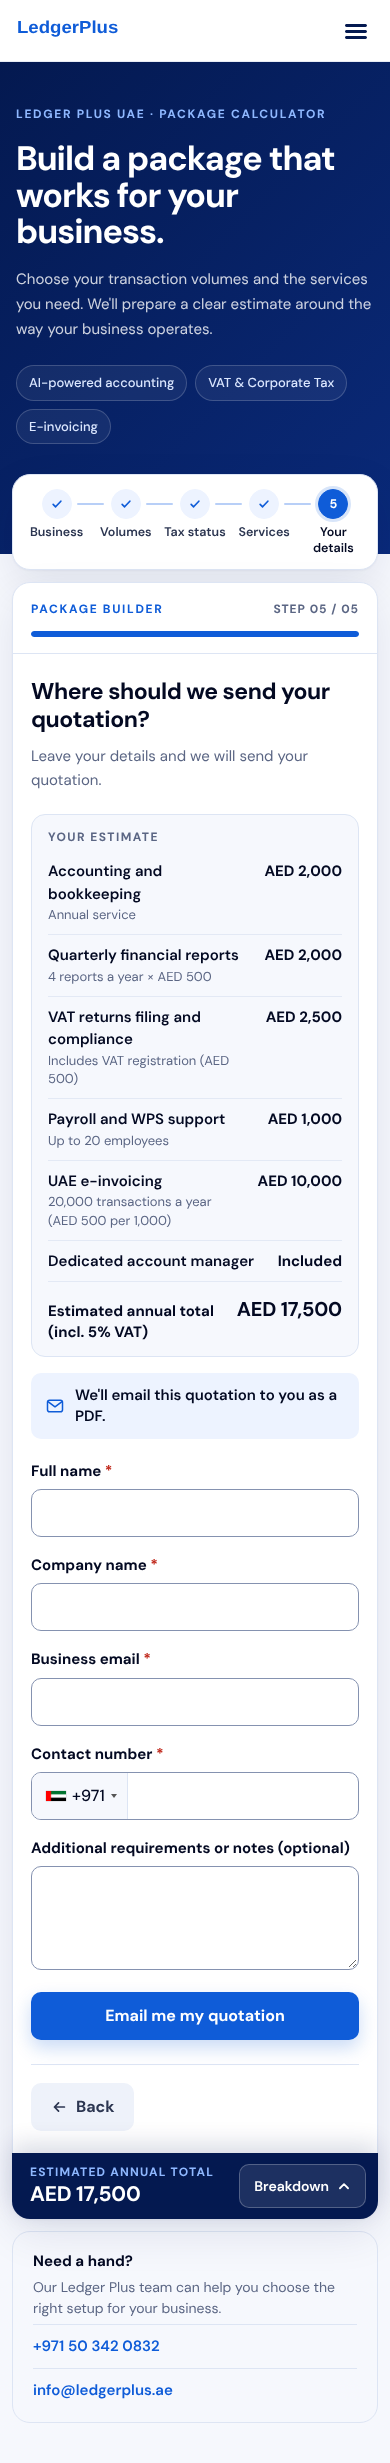 LedgerPlus
LEDGER PLUS UAE · PACKAGE CALCULATOR
Build a package that
works for your
business.
Choose your transaction volumes and the services
you need. We'll prepare a clear estimate around the
way your business operates.
AI-powered accounting
VAT & Corporate Tax
E-invoicing
5
Business
Volumes
Tax status
Services
Your
details
PACKAGE BUILDER
STEP 05 / 05
Where should we send your
quotation?
Leave your details and we will send your
quotation.
YOUR ESTIMATE
Accounting and
bookkeeping
AED 2,000
Annual service
Quarterly financial reports
AED 2,000
4 reports a year × AED 500
VAT returns filing and
compliance
AED 2,500
Includes VAT registration (AED
500)
Payroll and WPS support
AED 1,000
Up to 20 employees
UAE e-invoicing
AED 10,000
20,000 transactions a year
(AED 500 per 1,000)
Dedicated account manager
Included
Estimated annual total
(incl. 5% VAT)
AED 17,500
We'll email this quotation to you as a
PDF.
Full name *
Company name *
Business email *
Contact number *
+971
Additional requirements or notes (optional)
Email me my quotation
← Back
ESTIMATED ANNUAL TOTAL
AED 17,500
Breakdown
Need a hand?
Our Ledger Plus team can help you choose the
right setup for your business.
+971 50 342 0832
info@ledgerplus.ae